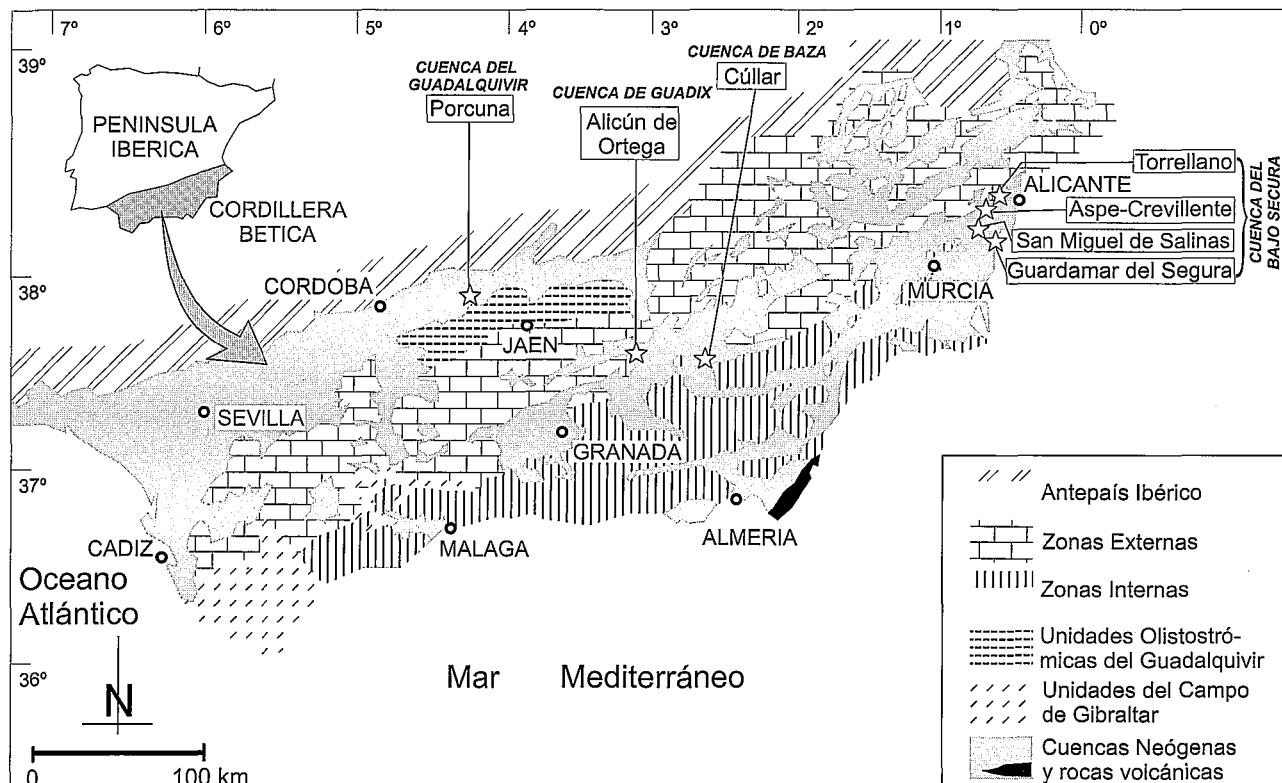 7º 6º 5º 4º 3º 2º 1º 0º
39º
38º
37º
36º
PENINSULA
IBERICA
CORDILLERA
BETICA
CUENCA DEL
GUADALQUIVIR
Porcuna
CUENCA DE GUADIX
Alicún de
Ortega
CUENCA DE BAZA
Cúllar
Torrellano
ALICANTE
Aspe-Crevillente
San Miguel de Salinas
Guardamar del Segura
CUENCA DEL
BAJO SECURA
MURCIA
CORDOBA
JAEN
SEVILLA
GRANADA
CADIZ
MALAGA
ALMERIA
Oceano
Atlántico
Mar Mediterráneo
N
0 100 km
Antepaís Ibérico
Zonas Externas
Zonas Internas
Unidades Olistostró-
micas del Guadalquivir
Unidades del Campo
de Gibraltar
Cuencas Neógenas
y rocas volcánicas